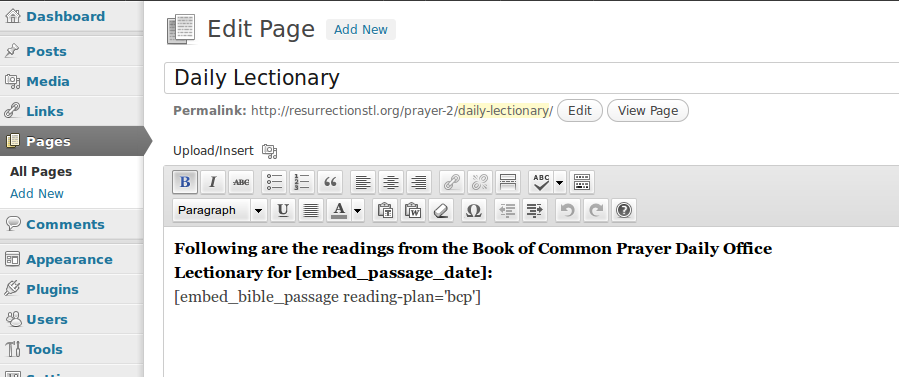 Dashboard
Posts
Media
Links
Pages
All Pages
Add New
Comments
Appearance
Plugins
Users
Tools
Edit Page Add New
Daily Lectionary
Permalink: http://resurrectionstl.org/prayer-2/daily-lectionary/ Edit View Page
Upload/Insert
B I ABC ABC
Paragraph U A T W Ω ?
Following are the readings from the Book of Common Prayer Daily Office
Lectionary for [embed_passage_date]:
[embed_bible_passage reading-plan='bcp']